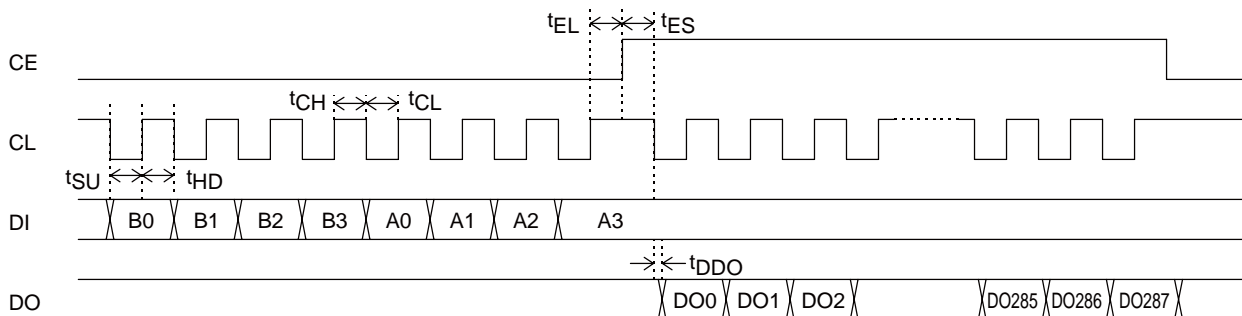 tEL tES
CE
tCH tCL
CL
tSU tHD
DI B0 B1 B2 B3 A0 A1 A2 A3
tDDO
DO DO0 DO1 DO2 DO285 DO286 DO287